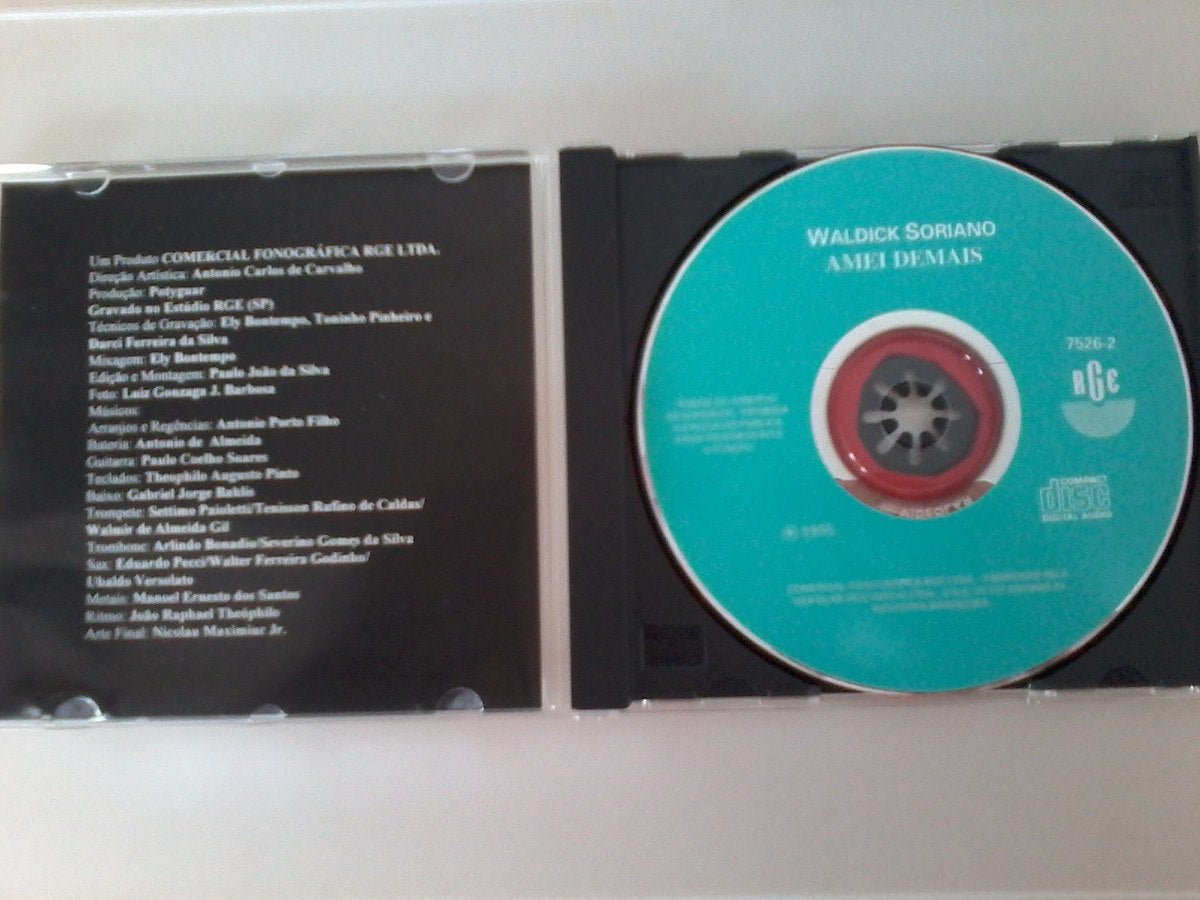 Um Produto COMERCIAL FONOGRÁFICA RGE LTDA.
Direção Artística: Antonio Carlos de Carvalho
Produção: Potyguar
Gravado no Estúdio RGE (SP)
Técnicos de Gravação: Ely Bontempo, Toninho Pinheiro e
Darci Ferreira da Silva
Mixagem: Ely Bontempo
Edição e Montagem: Paulo João da Silva
Foto: Luiz Gonzaga J. Barbosa
Músicos:
Arranjos e Regências: Antonio Porto Filho
Bateria: Antonio de Almeida
Guitarra: Paulo Coelho Soares
Teclados: Theophilo Augusto Pinto
Baixo: Gabriel Jorge Bahlis
Trompete: Settimo Paioletti/Tenisson Rufino de Caldas/
Walmir de Almeida Gil
Trombone: Arlindo Bonadio/Severino Gomes da Silva
Sax: Eduardo Pecci/Walter Ferreira Godinho/
Ubaldo Versolato
Metais: Manoel Ernesto dos Santos
Ritmo: João Raphael Theóphilo
Arte Final: Nicolau Maximiuc Jr.
WALDICK SORIANO
AMEI DEMAIS
7526-2
RGE
COMPACT
disc
DIGITAL AUDIO
℗ 1995